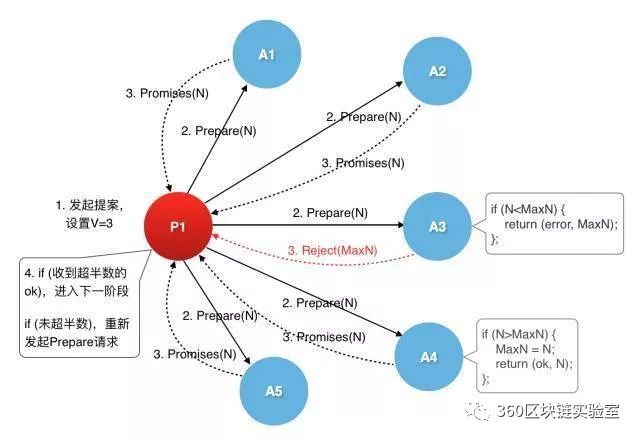 A1
A2
3. Promises(N)
2. Prepare(N)
2. Prepare(N)
3. Promises(N)
1. 发起提案，
设置V=3
P1
2. Prepare(N)
A3
if (N<MaxN) {
return (error, MaxN);
};
3. Reject(MaxN)
4. if (收到超半数的
ok)，进入下一阶段
if (未超半数)，重新
发起Prepare请求
2. Prepare(N)
2. Prepare(N)
3. Promises(N)
3. Promises(N)
A4
if (N>MaxN) {
MaxN = N;
return (ok, N);
};
A5
360区块链实验室